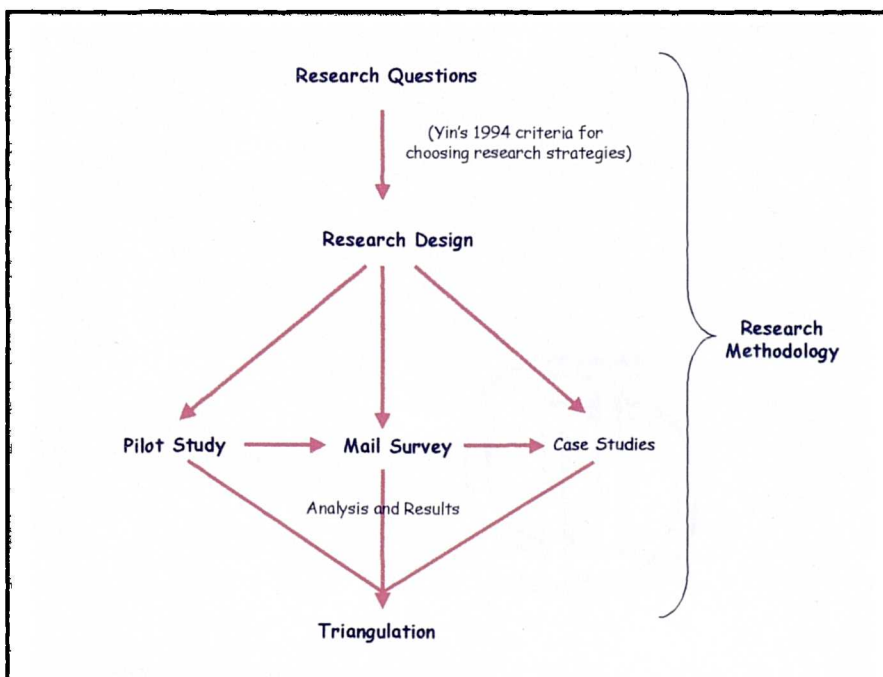 Research Questions
(Yin's 1994 criteria for
choosing research strategies)
Research Design
Research
Methodology
Pilot Study
Mail Survey
Case Studies
Analysis and Results
Triangulation